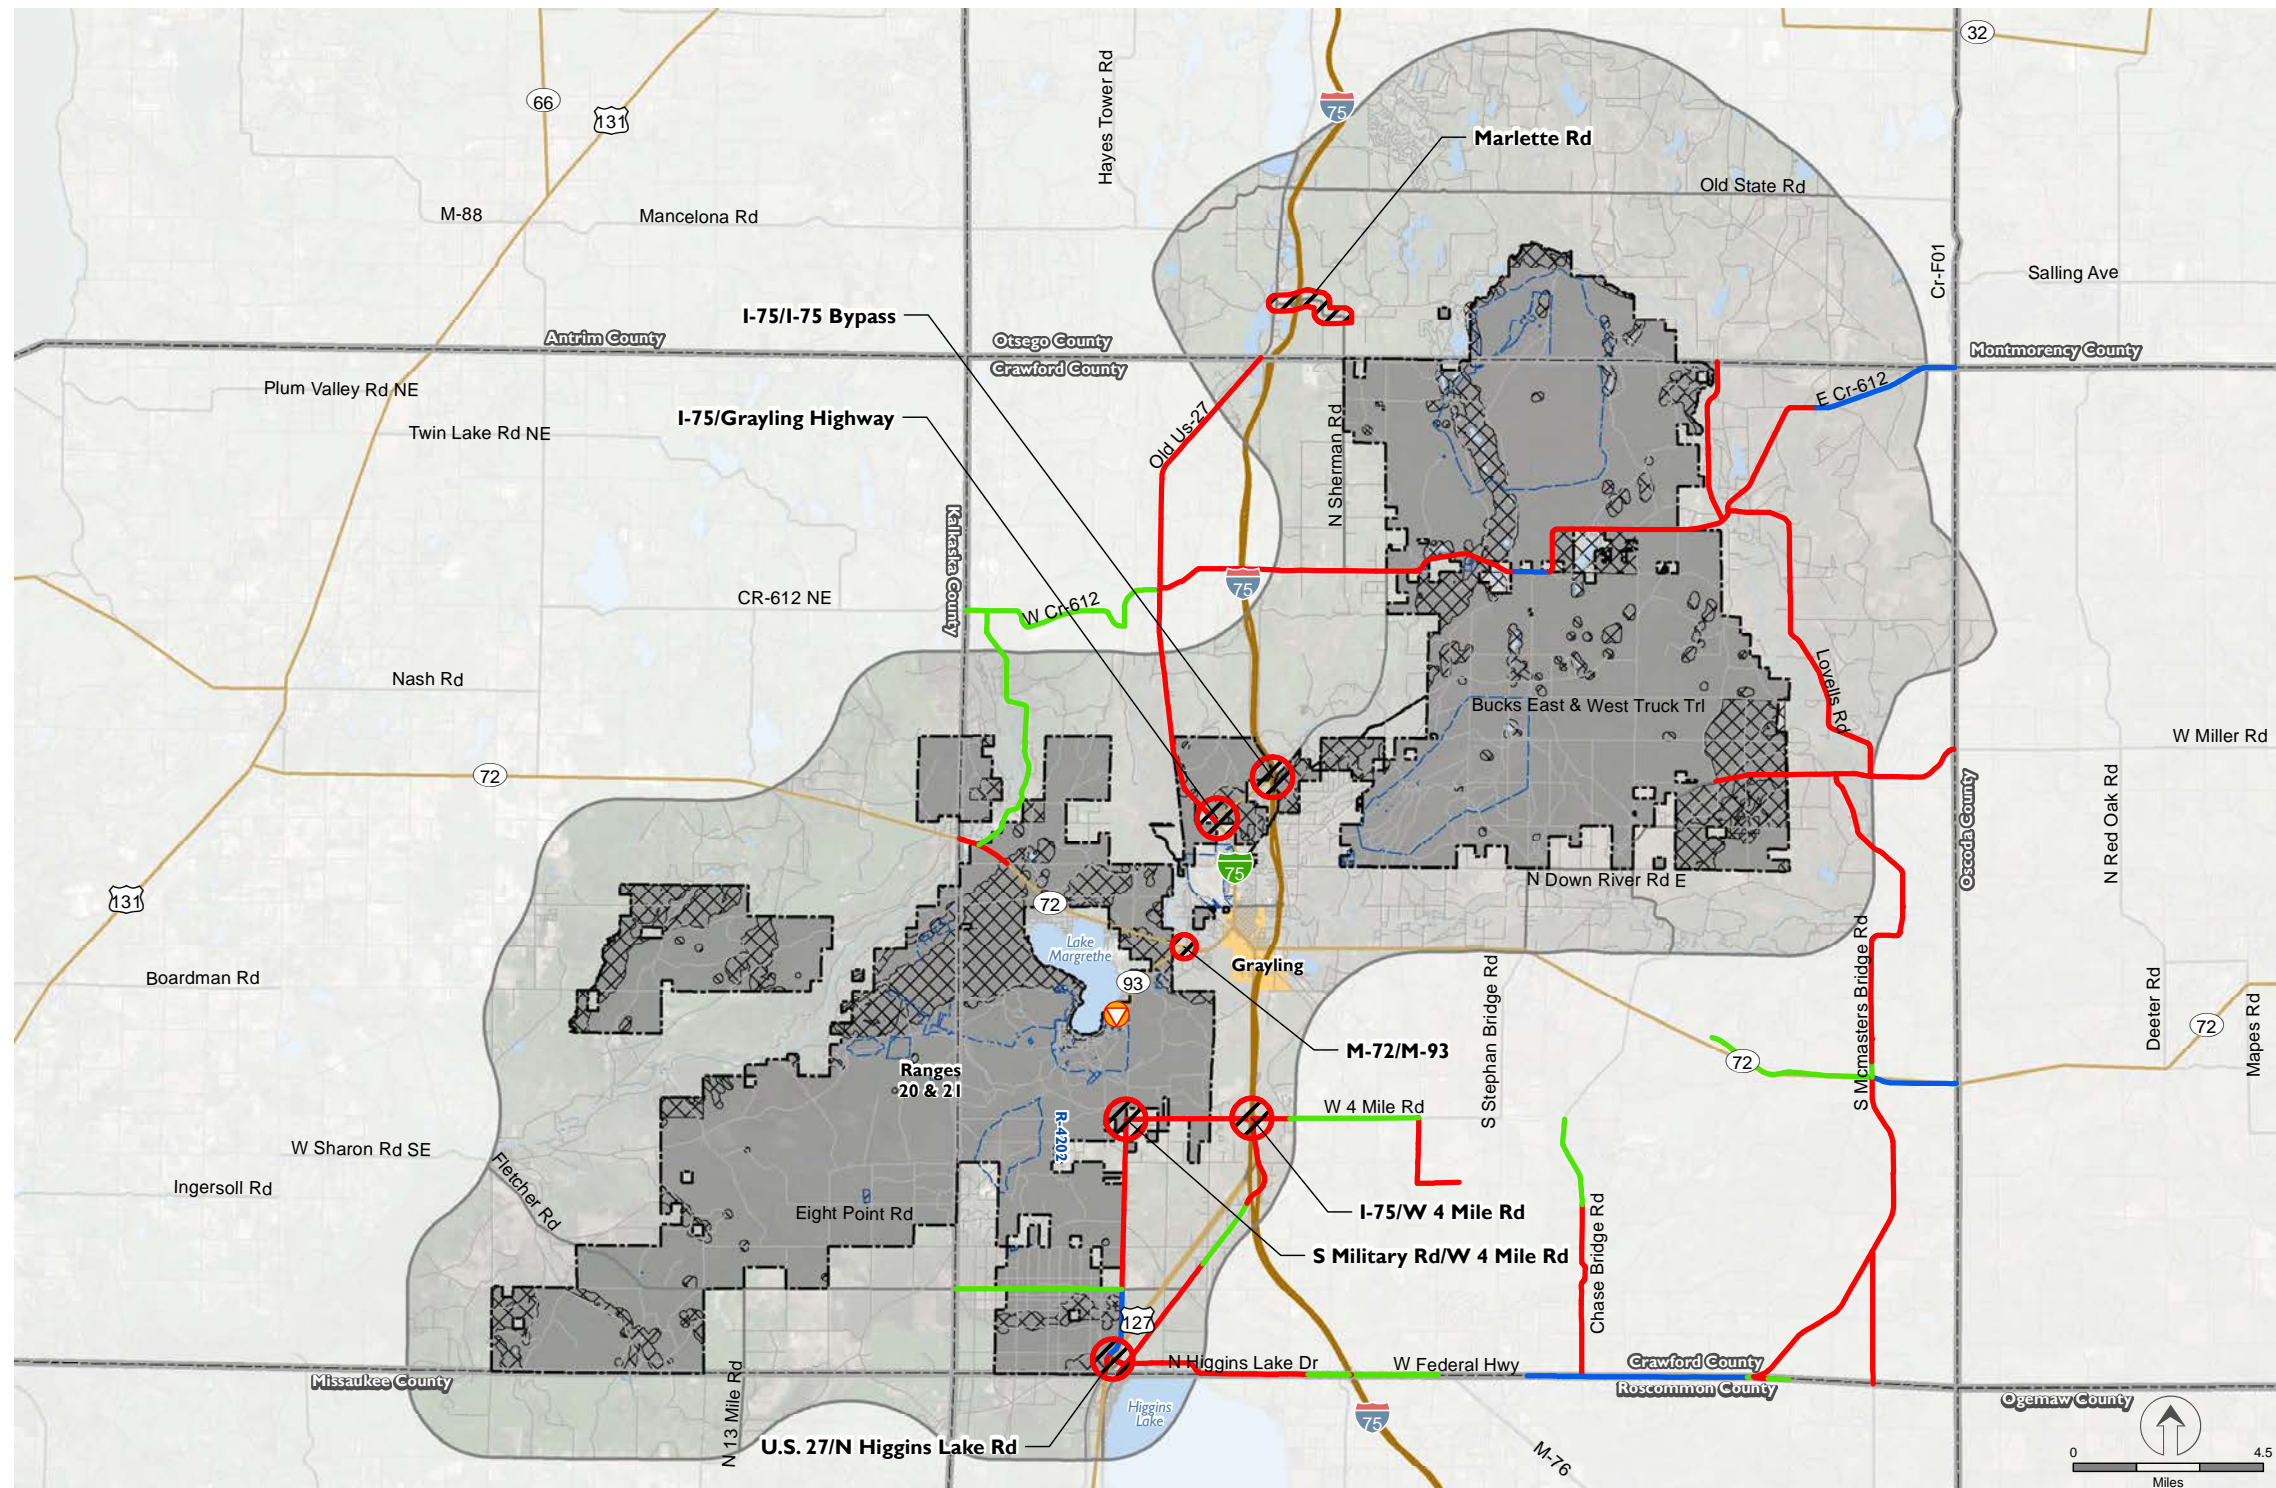 32
66
131
75
Hayes Tower Rd
Marlette Rd
Old State Rd
M-88
Mancelona Rd
Cr-F01
Salling Ave
I-75/I-75 Bypass
Antrim County
Otsego County
Crawford County
Montmorency County
Plum Valley Rd NE
E Cr-612
I-75/Grayling Highway
Old Us-27
N Sherman Rd
Twin Lake Rd NE
Kalkaska County
75
CR-612 NE
W Cr-612
Nash Rd
Lovells Rd
Bucks East & West Truck Trl
W Miller Rd
72
Oscoda County
N Red Oak Rd
75
N Down River Rd E
131
72
Lake
Margrethe
Grayling
93
Boardman Rd
S Stephan Bridge Rd
S Mcmasters Bridge Rd
Deeter Rd
Mapes Rd
72
M-72/M-93
72
Ranges
20 & 21
R-4202
W 4 Mile Rd
W Sharon Rd SE
Fletcher Rd
Ingersoll Rd
Eight Point Rd
I-75/W 4 Mile Rd
Chase Bridge Rd
S Military Rd/W 4 Mile Rd
127
N Higgins Lake Dr
W Federal Hwy
Crawford County
Roscommon County
Missaukee County
N 13 Mile Rd
Ogemaw County
Higgins
Lake
75
U.S. 27/N Higgins Lake Rd
M-76
0
4.5
Miles